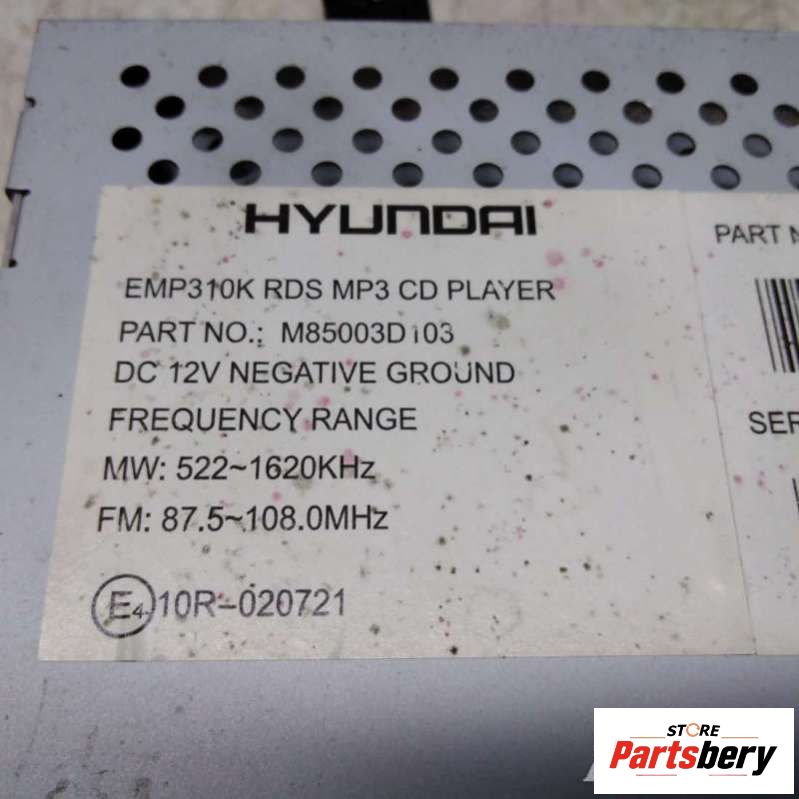 HYUNDAI
EMP310K RDS MP3 CD PLAYER
PART NO.: M85003D103
DC 12V NEGATIVE GROUND
FREQUENCY RANGE
MW: 522~1620KHz
FM: 87.5~108.0MHz
E4 10R-020721
PART N
SER
STORE
Partsbery